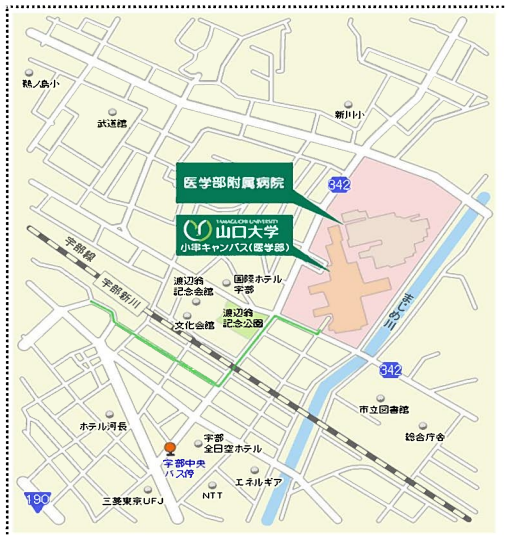 鵜ノ島小
武道館
新川小
342
医学部附属病院
YAMAGUCHI UNIVERSITY
山口大学
小串キャンパス(医学部)
宇部線
宇部新川
渡辺翁
記念会館
国際ホテル
宇部
文化会館
渡辺翁
記念公園
まじめ川
342
市立図書館
総合庁舎
ホテル河長
宇部
全日空ホテル
宇部中央
バス停
エネルギア
NTT
三菱東京UFJ
190